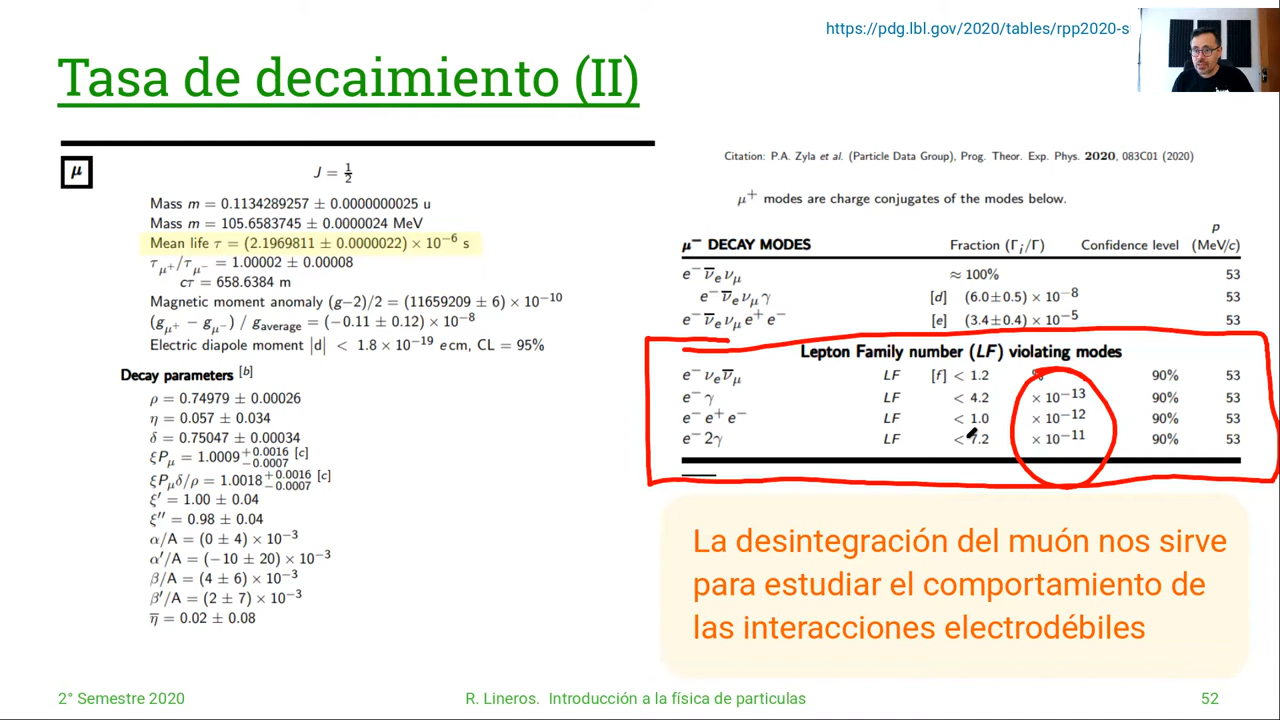 https://pdg.lbl.gov/2020/tables/rpp2020-s
Tasa de decaimiento (II)
μ
J = 1/2
Mass m = 0.1134289257 ± 0.0000000025 u
Mass m = 105.6583745 ± 0.0000024 MeV
Mean life τ = (2.1969811 ± 0.0000022) × 10⁻⁶ s
τ_μ⁺/τ_μ⁻ = 1.00002 ± 0.00008
cτ = 658.6384 m
Magnetic moment anomaly (g−2)/2 = (11659209 ± 6) × 10⁻¹⁰
(g_μ⁺ − g_μ⁻) / g_average = (−0.11 ± 0.12) × 10⁻⁸
Electric diapole moment |d| < 1.8 × 10⁻¹⁹ e cm, CL = 95%
Decay parameters [b]
ρ = 0.74979 ± 0.00026
η = 0.057 ± 0.034
δ = 0.75047 ± 0.00034
ξP_μ = 1.0009 +0.0016 −0.0007 [c]
ξP_μδ/ρ = 1.0018 +0.0016 −0.0007 [c]
ξ′ = 1.00 ± 0.04
ξ′′ = 0.98 ± 0.04
α/A = (0 ± 4) × 10⁻³
α′/A = (−10 ± 20) × 10⁻³
β/A = (4 ± 6) × 10⁻³
β′/A = (2 ± 7) × 10⁻³
η̅ = 0.02 ± 0.08
Citation: P.A. Zyla et al. (Particle Data Group), Prog. Theor. Exp. Phys. 2020, 083C01 (2020)
μ⁺ modes are charge conjugates of the modes below.
p
μ⁻ DECAY MODES Fraction (Γᵢ/Γ) Confidence level (MeV/c)
e⁻ ν̅_e ν_μ ≈ 100% 53
e⁻ ν̅_e ν_μ γ [d] (6.0±0.5) × 10⁻⁸ 53
e⁻ ν̅_e ν_μ e⁺ e⁻ [e] (3.4±0.4) × 10⁻⁵ 53
Lepton Family number (LF) violating modes
e⁻ ν_e ν̅_μ LF [f] < 1.2 % 90% 53
e⁻ γ LF < 4.2 × 10⁻¹³ 90% 53
e⁻ e⁺ e⁻ LF < 1.0 × 10⁻¹² 90% 53
e⁻ 2γ LF < 7.2 × 10⁻¹¹ 90% 53
La desintegración del muón nos sirve
para estudiar el comportamiento de
las interacciones electrodébiles
2° Semestre 2020 R. Lineros. Introducción a la física de particulas 52